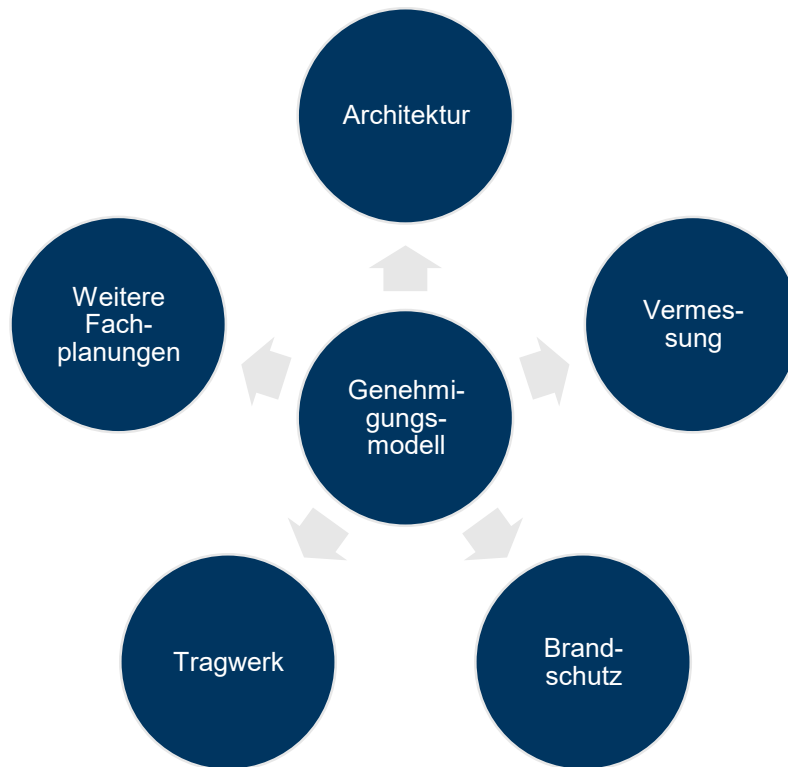 Architektur
Weitere
Fach-
planungen
Vermes-
sung
Genehmi-
gungs-
modell
Tragwerk
Brand-
schutz